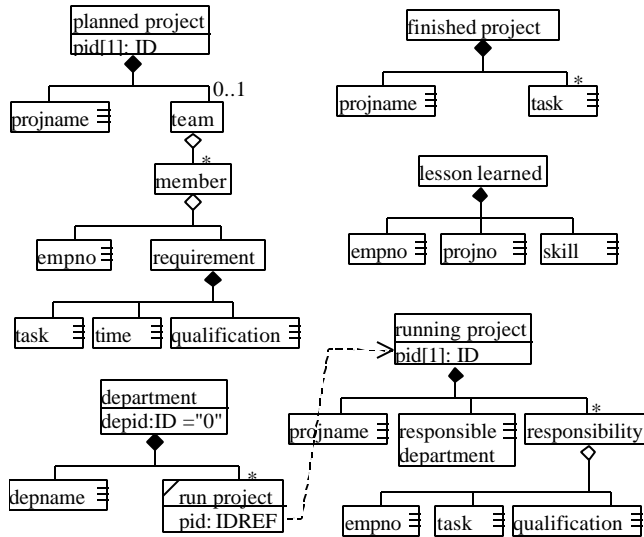 planned project
pid[1]: ID
projname
0..1
team
*
member
empno
requirement
task
time
qualification
finished project
projname
*
task
lesson learned
empno
projno
skill
department
depid:ID ="0"
depname
*
run project
pid: IDREF
running project
pid[1]: ID
projname
responsible
department
*
responsibility
empno
task
qualification